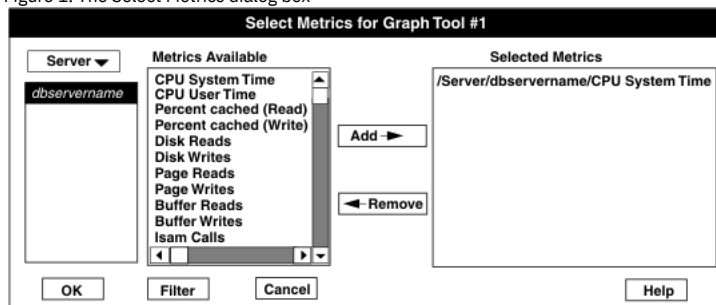 Figure 1. The Select Metrics dialog box
Select Metrics for Graph Tool #1
Server
dbservername
Metrics Available
CPU System Time
CPU User Time
Percent cached (Read)
Percent cached (Write)
Disk Reads
Disk Writes
Page Reads
Page Writes
Buffer Reads
Buffer Writes
Isam Calls
Add
Remove
Selected Metrics
/Server/dbservername/CPU System Time
OK
Filter
Cancel
Help